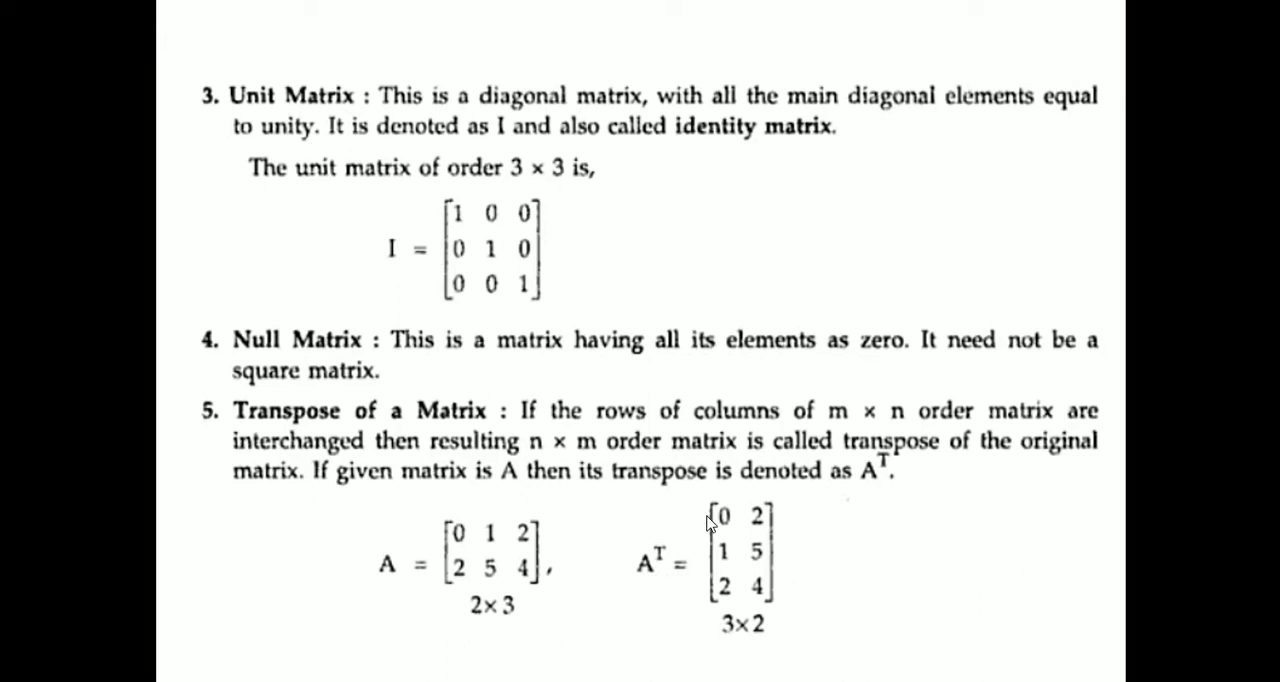 3. Unit Matrix : This is a diagonal matrix, with all the main diagonal elements equal
to unity. It is denoted as I and also called identity matrix.
The unit matrix of order 3 × 3 is,
I = [1 0 0
0 1 0
0 0 1]
4. Null Matrix : This is a matrix having all its elements as zero. It need not be a
square matrix.
5. Transpose of a Matrix : If the rows of columns of m × n order matrix are
interchanged then resulting n × m order matrix is called transpose of the original
matrix. If given matrix is A then its transpose is denoted as Aᵀ.
A = [0 1 2
2 5 4],
2×3
Aᵀ = [0 2
1 5
2 4]
3×2